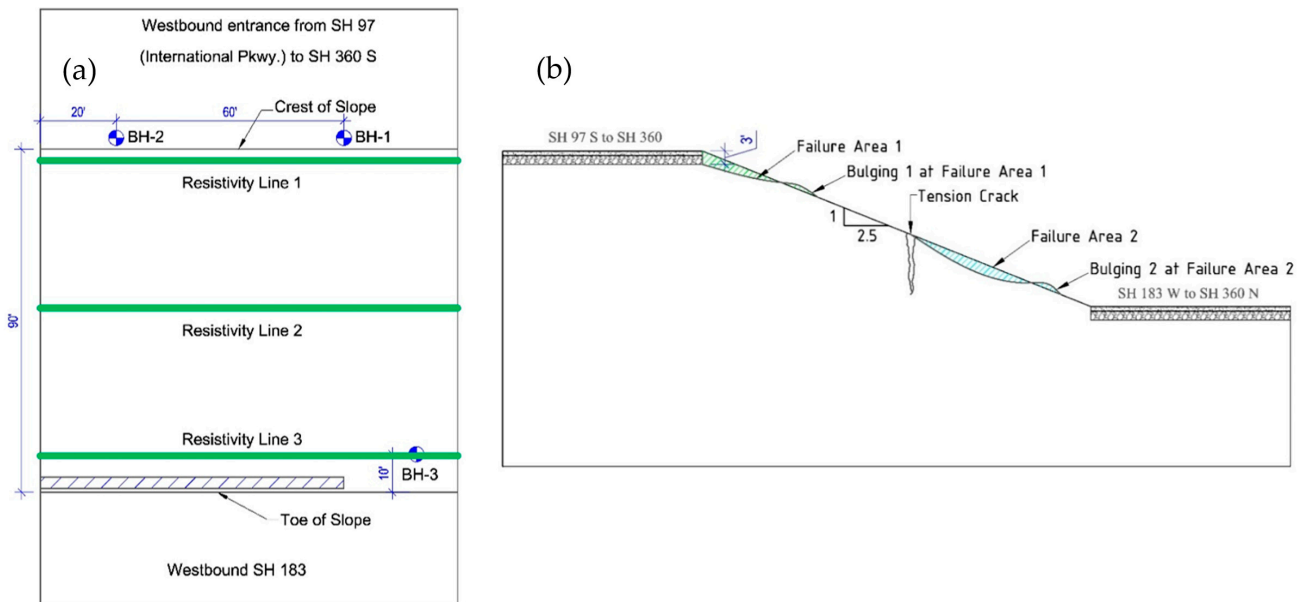 (a)
Westbound entrance from SH 97
(International Pkwy.) to SH 360 S
20'
60'
Crest of Slope
BH-2
BH-1
Resistivity Line 1
90'
Resistivity Line 2
Resistivity Line 3
10'
BH-3
Toe of Slope
Westbound SH 183
(b)
SH 97 S to SH 360
3'
Failure Area 1
Bulging 1 at Failure Area 1
Tension Crack
1
2.5
Failure Area 2
Bulging 2 at Failure Area 2
SH 183 W to SH 360 N